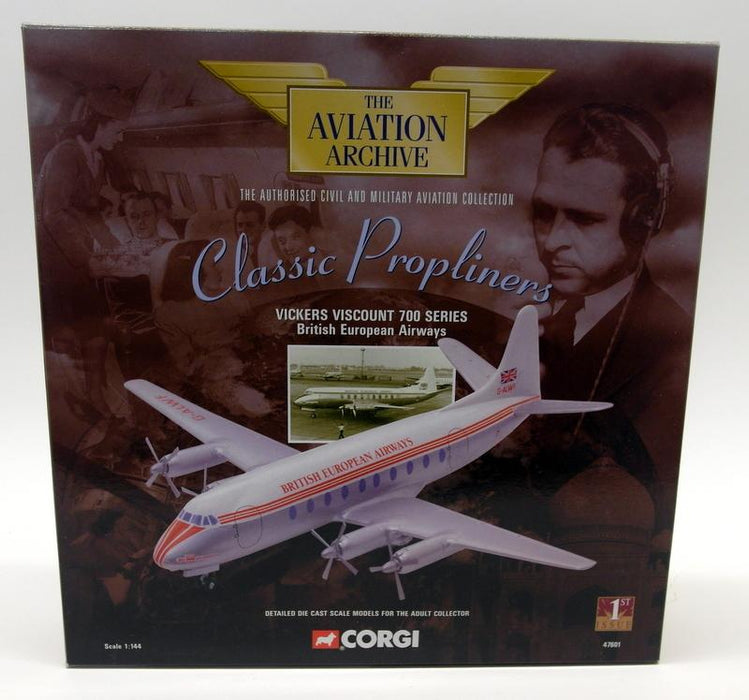 THE
AVIATION
ARCHIVE
THE AUTHORISED CIVIL AND MILITARY AVIATION COLLECTION
Classic Propliners
VICKERS VISCOUNT 700 SERIES
British European Airways
G-ALWF
G-ALWF
BRITISH EUROPEAN AIRWAYS
DETAILED DIE CAST SCALE MODELS FOR THE ADULT COLLECTOR
1ST
ISSUE
Scale 1:144
CORGI
47601